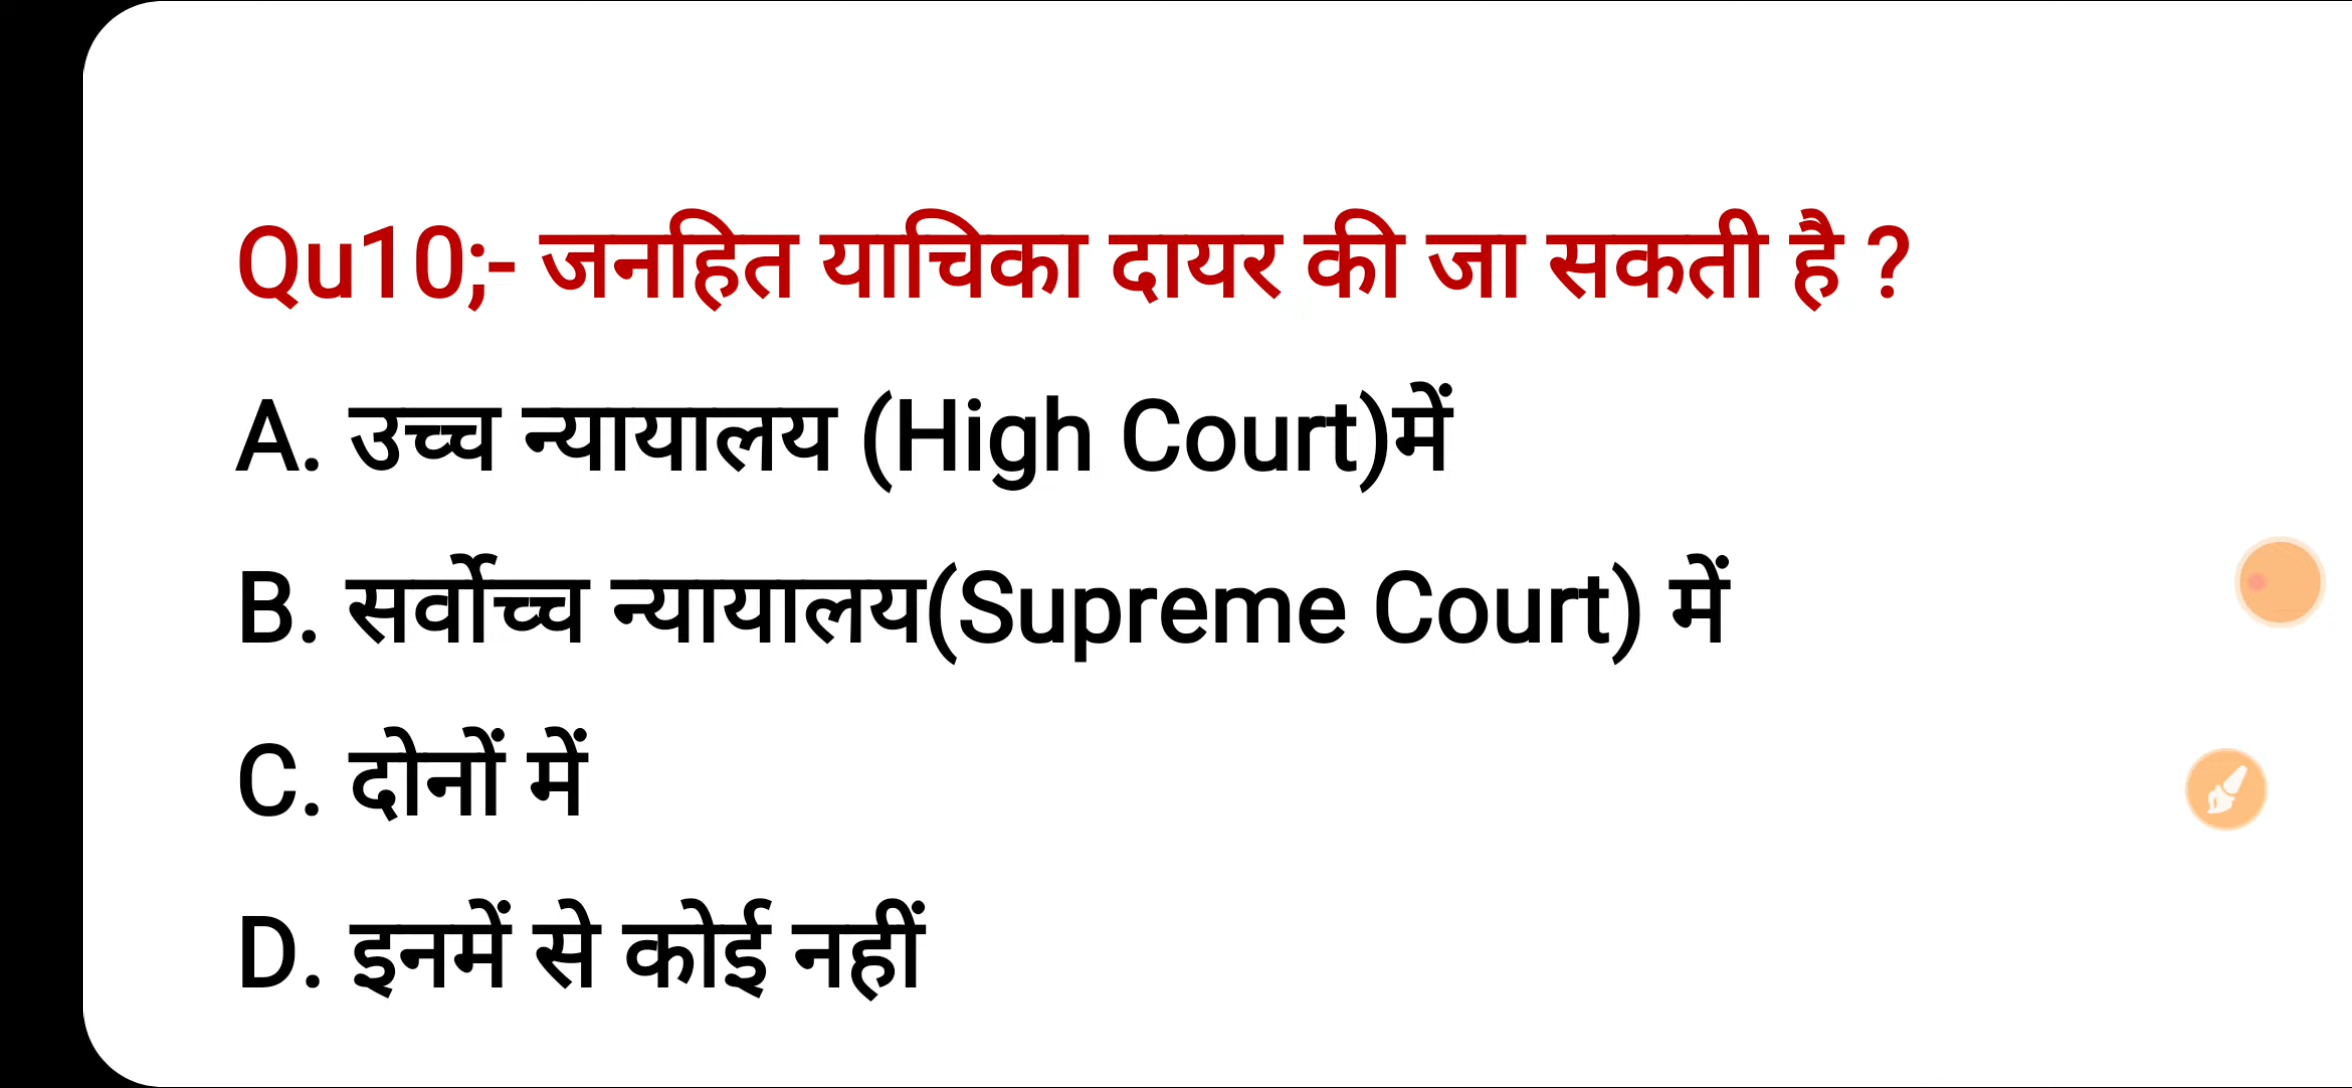 Qu10;- जनहित याचिका दायर की जा सकती है ?
A. उच्च न्यायालय (High Court)में
B. सर्वोच्च न्यायालय(Supreme Court) में
C. दोनों में
D. इनमें से कोई नहीं